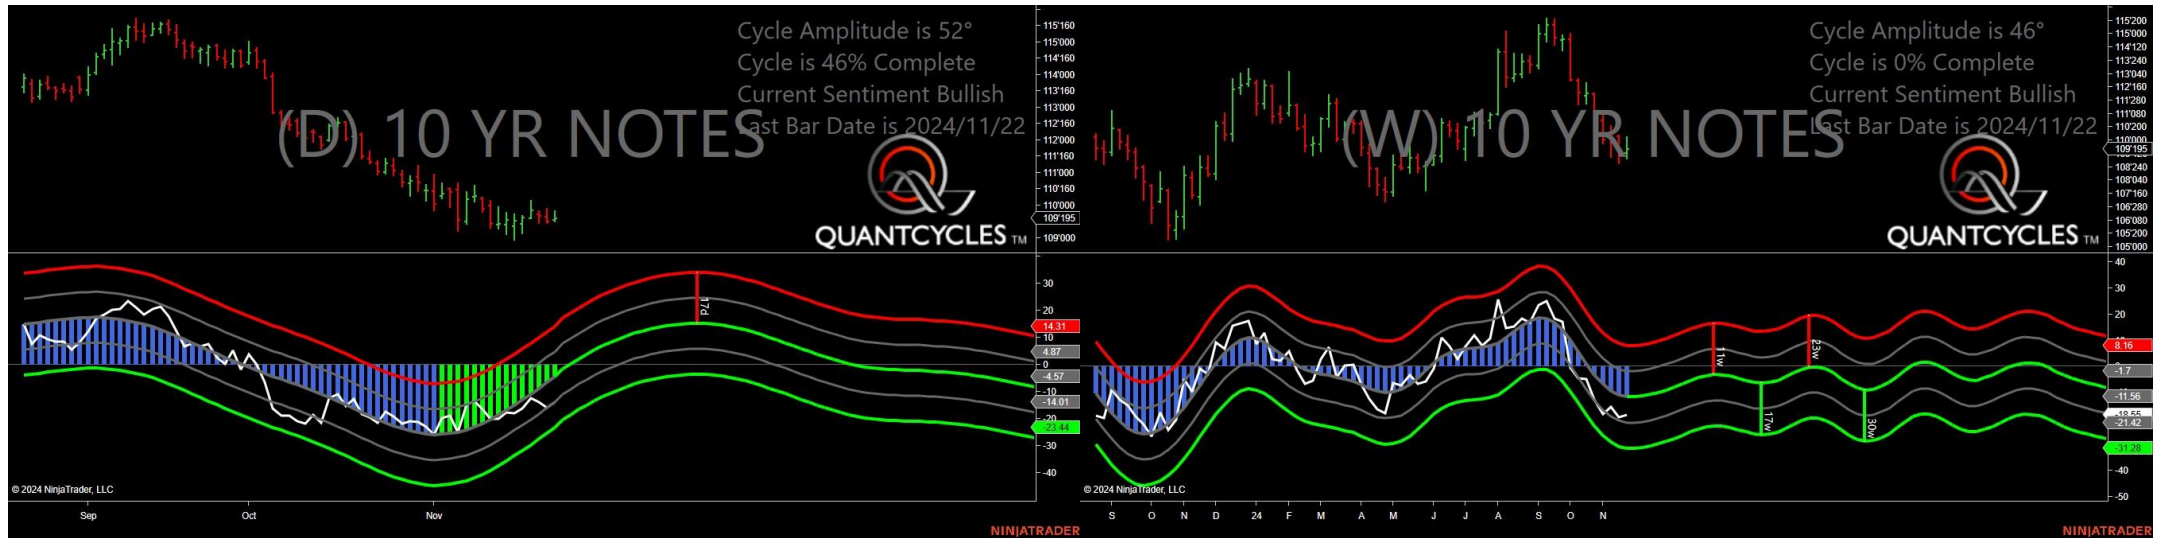 Cycle Amplitude is 52°
Cycle is 46% Complete
Current Sentiment Bullish
Last Bar Date is 2024/11/22
(D) 10 YR NOTES
QUANTCYCLES TM
115'160
115'000
114'160
114'000
113'160
113'000
112'160
112'000
111'160
111'000
110'160
110'000
109'195
109'000
30
20
14.31
10
4.87
0
-4.57
-10
-14.01
-20
-23.44
-30
-40
17d
© 2024 NinjaTrader, LLC
Sep
Oct
Nov
NINJATRADER
Cycle Amplitude is 46°
Cycle is 0% Complete
Current Sentiment Bullish
Last Bar Date is 2024/11/22
(W) 10 YR NOTES
QUANTCYCLES TM
115'200
115'000
114'120
113'240
113'040
112'160
111'280
111'080
110'200
110'000
109'195
108'240
108'040
107'160
106'280
106'080
105'200
105'000
40
30
20
8.16
0
-1.7
-11.56
-18.55
-21.42
-31.28
-40
-50
11w
23w
17w
30w
© 2024 NinjaTrader, LLC
S O N D 24 F M A M J J A S O N
NINJATRADER